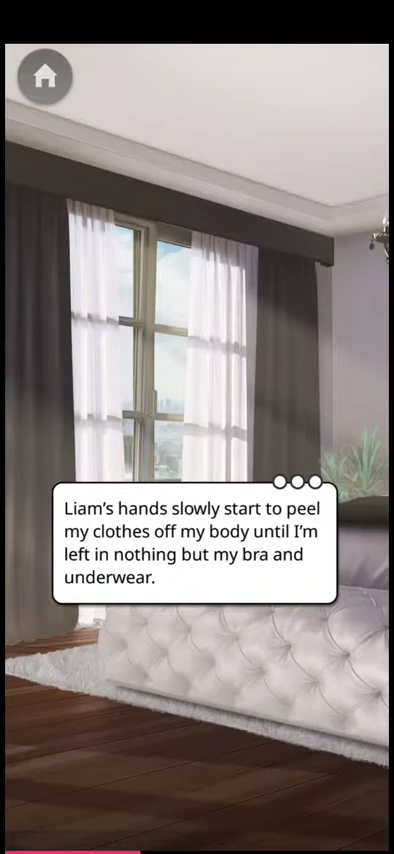 Liam’s hands slowly start to peel
my clothes off my body until I’m
left in nothing but my bra and
underwear.